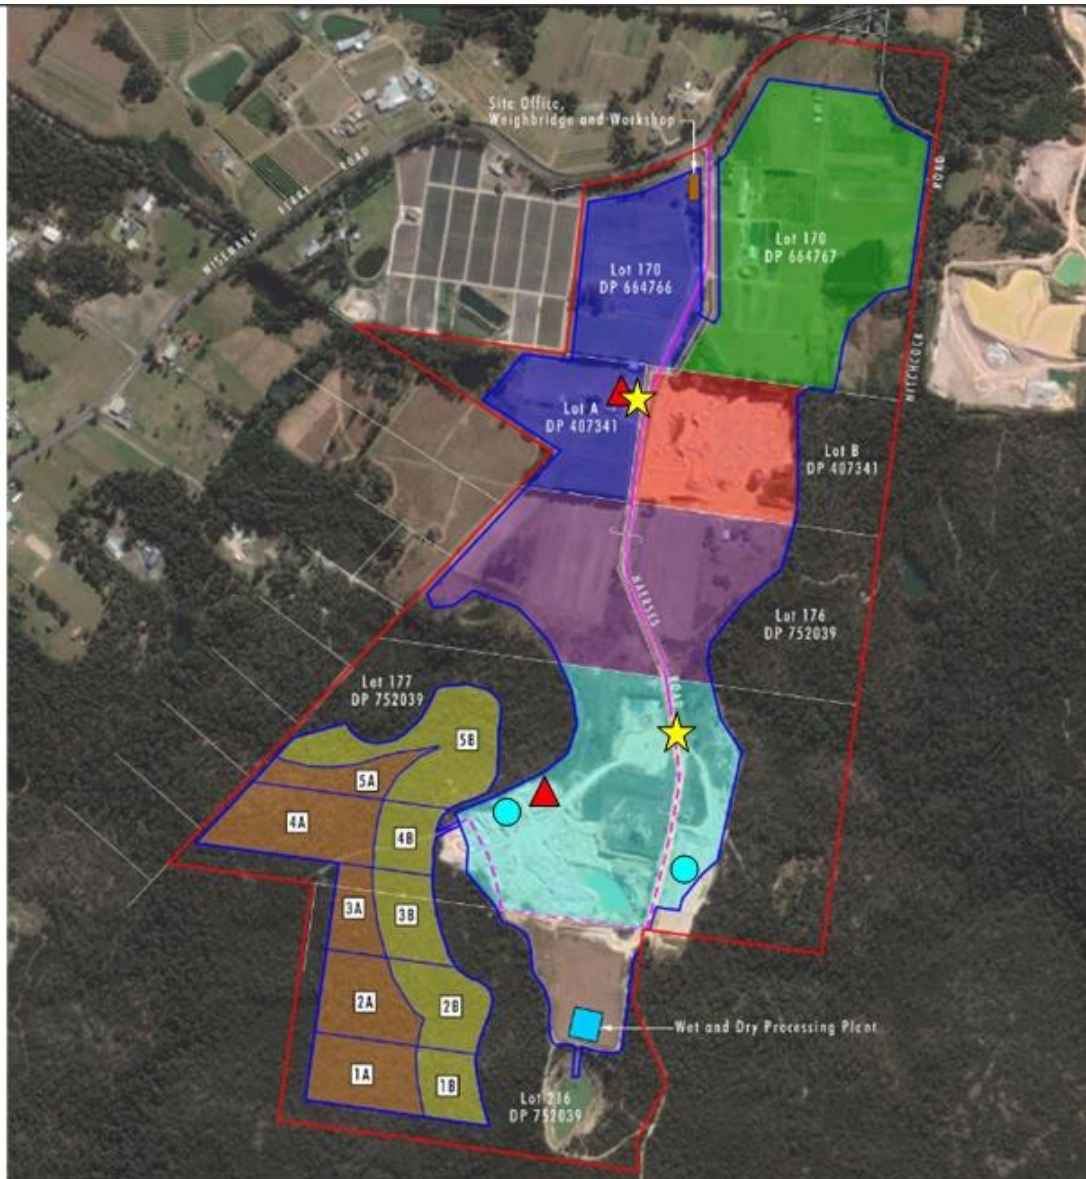 Site Office,
Weighbridge and Workshop
WISEMANS
FERRY
ROAD
Lot 170
DP 664767
Lot 170
DP 664766
ROAD
HITCHCOCK
Lot A
DP 407341
Lot B
DP 407341
HAERSES
ROAD
Lot 176
DP 752039
Lot 177
DP 752039
5B
5A
4A
4B
3A
3B
2A
2B
Wet and Dry Processing Plant
1A
1B
Lot 216
DP 752039